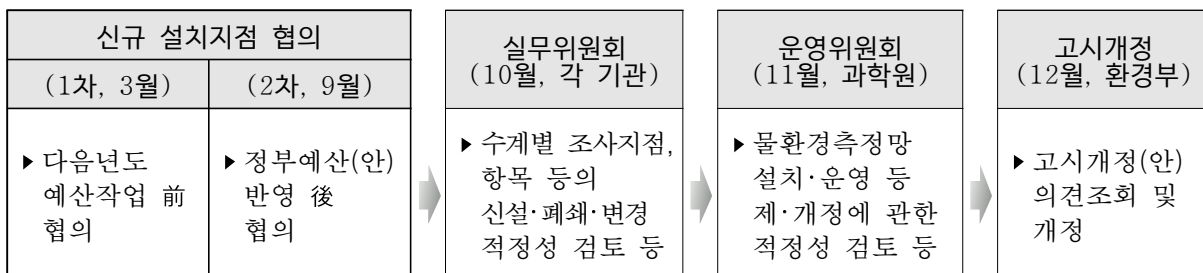 신규 설치지점 협의
(1차, 3월)
▶다음년도
예산작업 前
협의
(2차, 9월)
▶정부예산(안)
반영 後
협의
실무위원회
(10월, 각 기관)
▶수계별 조사지점,
항목 등의
신설·폐쇄·변경
적정성 검토 등
운영위원회
(11월, 과학원)
▶물환경측정망
설치·운영 등
제·개정에 관한
적정성 검토 등
고시개정
(12월, 환경부)
▶고시개정(안)
의견조회 및
개정